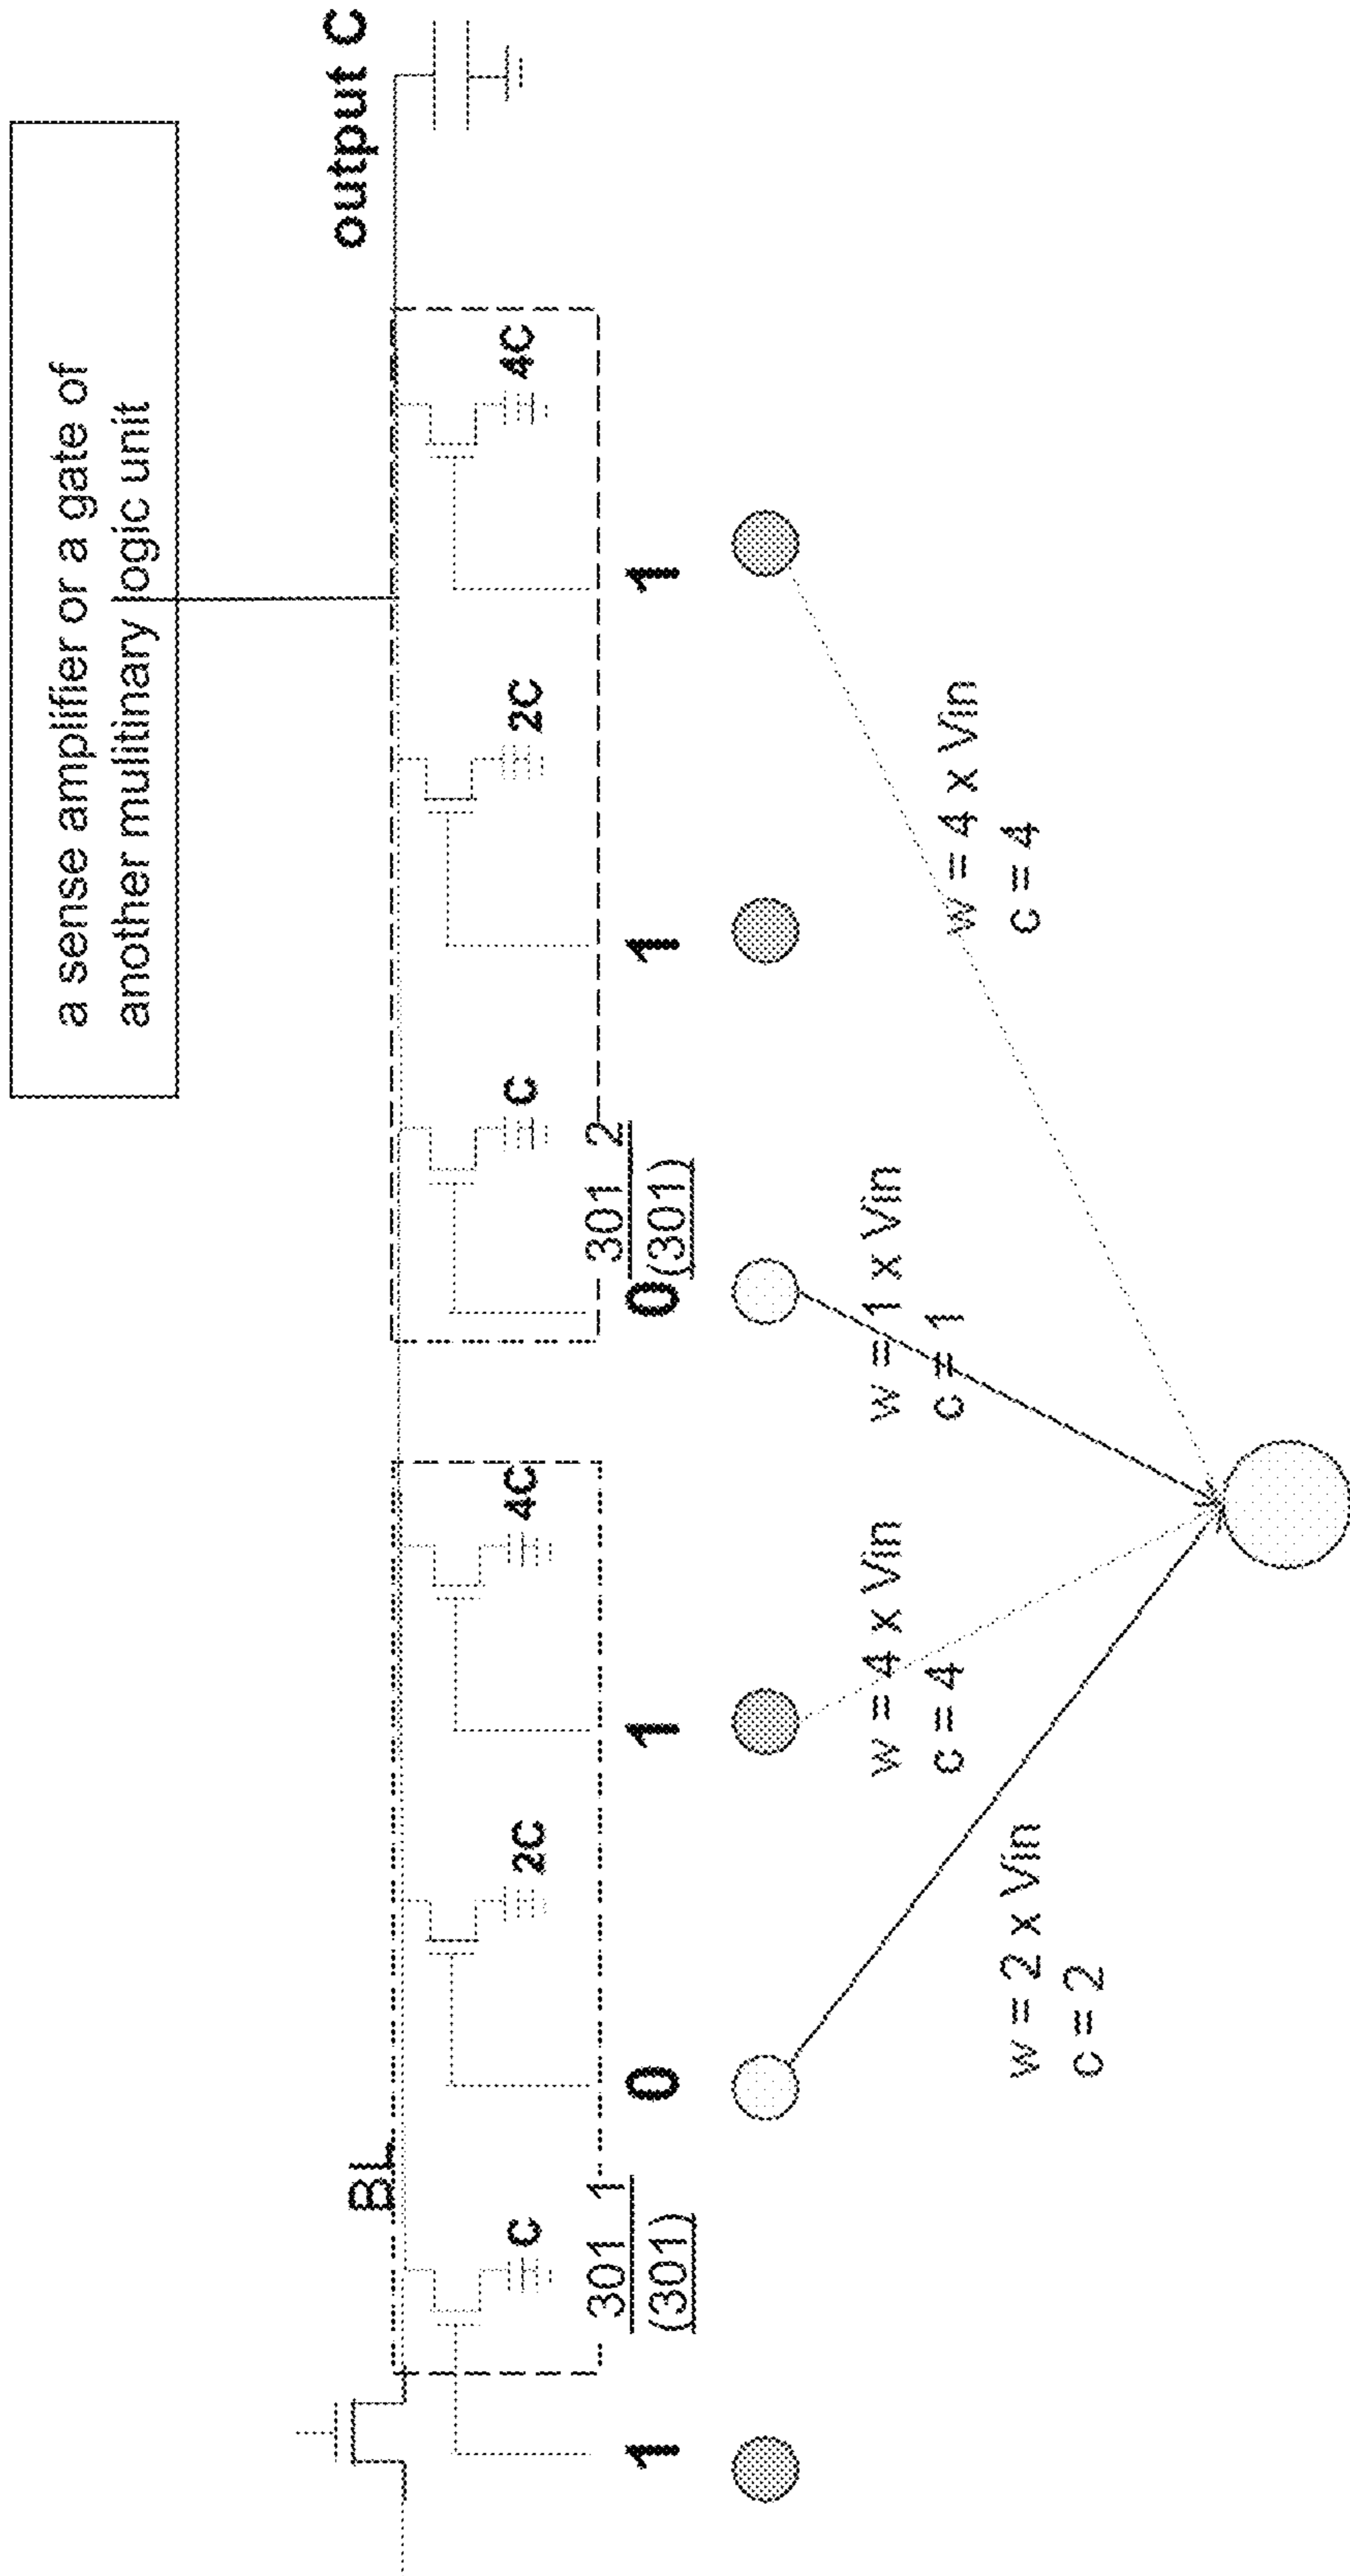 a sense amplifier or a gate of
another mulitinary logic unit
output C
BL
C
2C
4C
C
2C
4C
301_1
(301)
301_2
(301)
1
0
1
0
1
1
w = 2 x Vin
c = 2
w = 4 x Vin
c = 4
w = 1 x Vin
c = 1
w = 4 x Vin
c = 4